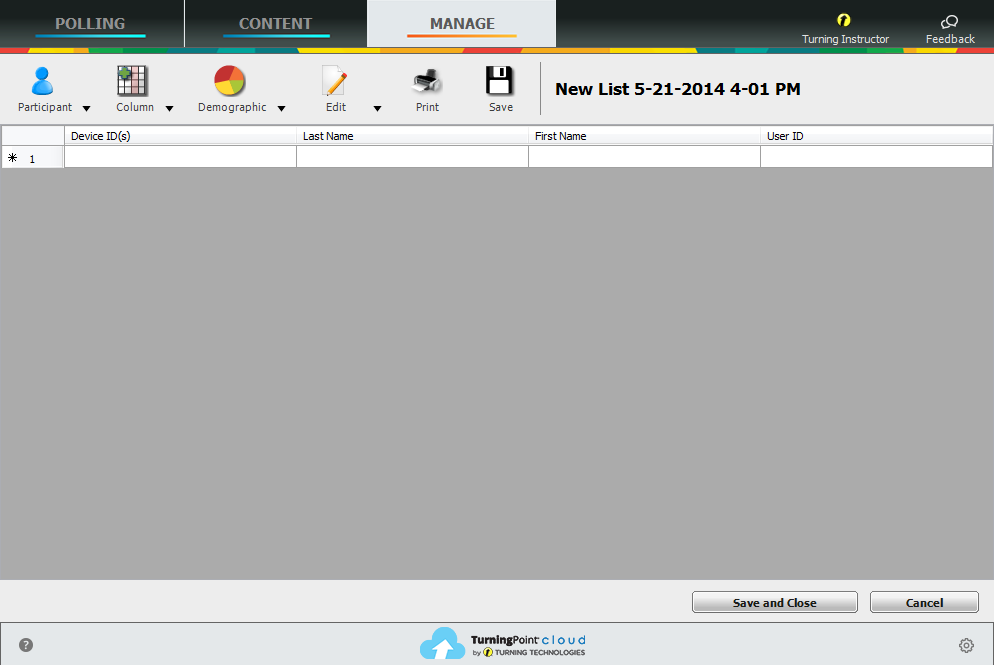 POLLING CONTENT MANAGE
Turning Instructor Feedback
Participant Column Demographic Edit Print Save
New List 5-21-2014 4-01 PM
Device ID(s) Last Name First Name User ID
* 1
Save and Close Cancel
?
TurningPoint cloud
by TURNING TECHNOLOGIES